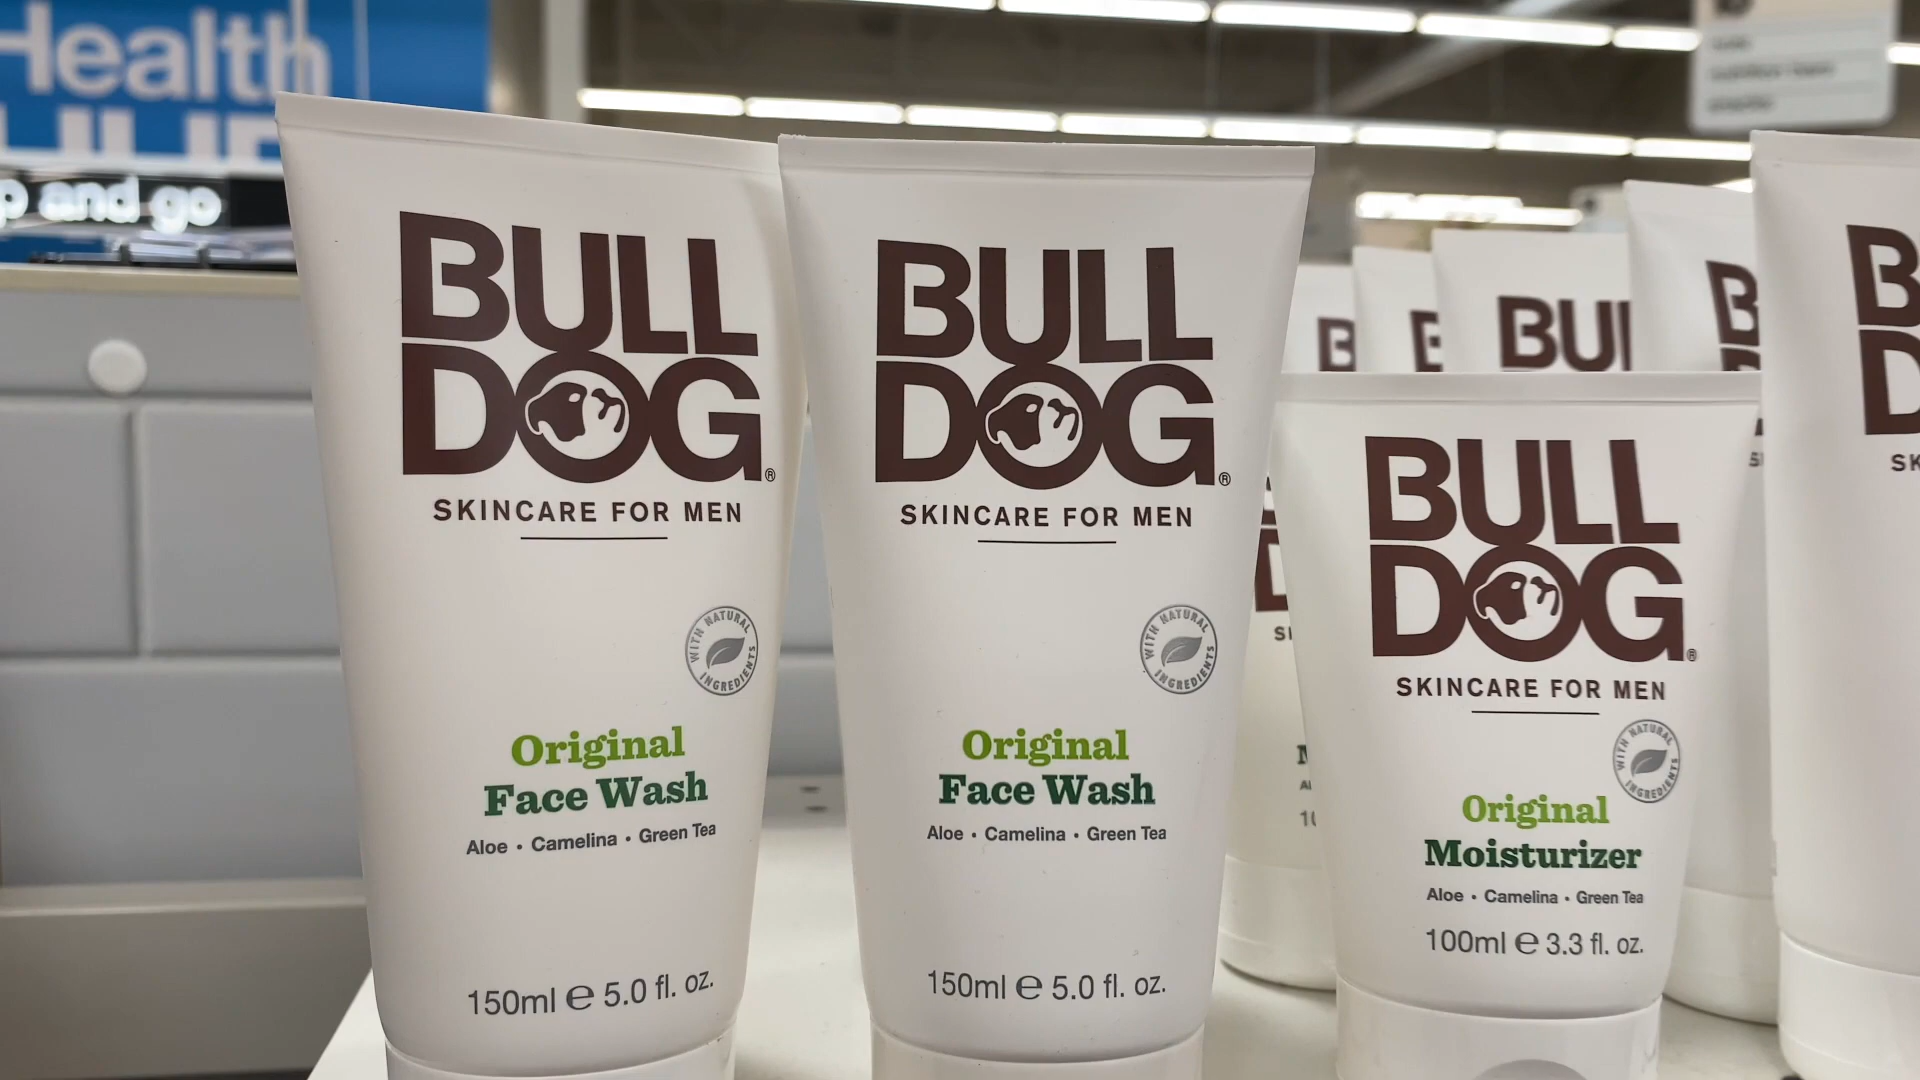 Health
and go
BULL
DOG®
SKINCARE FOR MEN
WITH NATURAL INGREDIENTS
Original
Face Wash
Aloe • Camelina • Green Tea
150ml ℮ 5.0 fl. oz.
BULL
DOG®
SKINCARE FOR MEN
WITH NATURAL INGREDIENTS
Original
Face Wash
Aloe • Camelina • Green Tea
150ml ℮ 5.0 fl. oz.
BULL
DOG®
SKINCARE FOR MEN
WITH NATURAL INGREDIENTS
Original
Moisturizer
Aloe • Camelina • Green Tea
100ml ℮ 3.3 fl. oz.